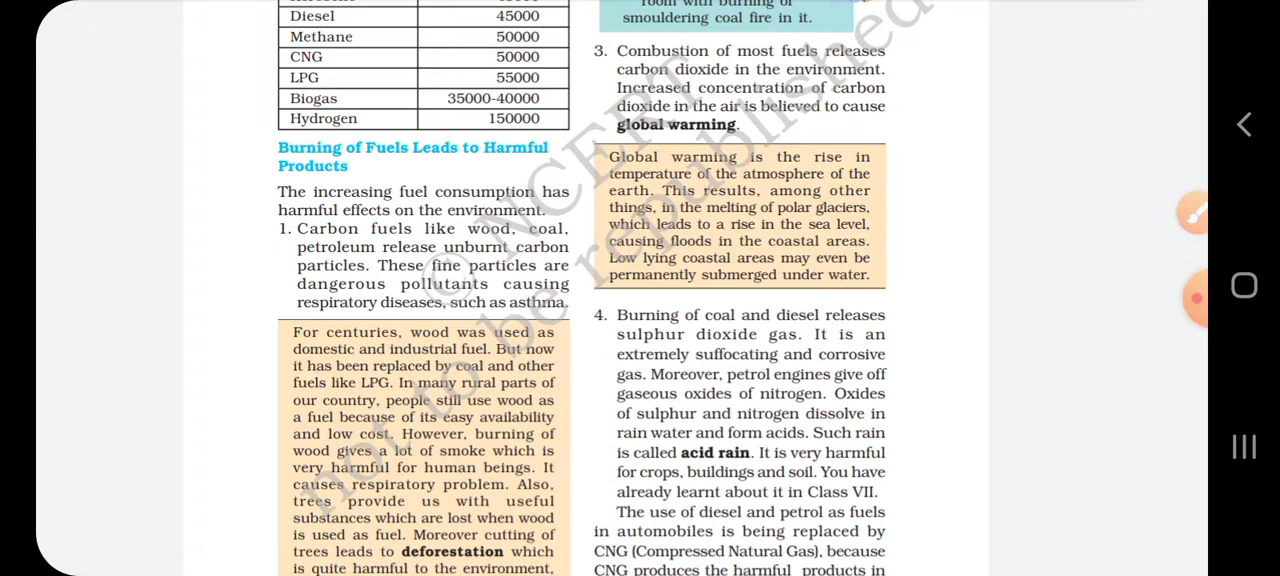 Diesel 45000
Methane 50000
CNG 50000
LPG 55000
Biogas 35000-40000
Hydrogen 150000
Burning of Fuels Leads to Harmful
Products
The increasing fuel consumption has
harmful effects on the environment.
1. Carbon fuels like wood, coal,
petroleum release unburnt carbon
particles. These fine particles are
dangerous pollutants causing
respiratory diseases, such as asthma.
For centuries, wood was used as
domestic and industrial fuel. But now
it has been replaced by coal and other
fuels like LPG. In many rural parts of
our country, people still use wood as
a fuel because of its easy availability
and low cost. However, burning of
wood gives a lot of smoke which is
very harmful for human beings. It
causes respiratory problem. Also,
trees provide us with useful
substances which are lost when wood
is used as fuel. Moreover cutting of
trees leads to deforestation which
is quite harmful to the environment,
room with burning or
smouldering coal fire in it.
3. Combustion of most fuels releases
carbon dioxide in the environment.
Increased concentration of carbon
dioxide in the air is believed to cause
global warming.
Global warming is the rise in
temperature of the atmosphere of the
earth. This results, among other
things, in the melting of polar glaciers,
which leads to a rise in the sea level,
causing floods in the coastal areas.
Low lying coastal areas may even be
permanently submerged under water.
4. Burning of coal and diesel releases
sulphur dioxide gas. It is an
extremely suffocating and corrosive
gas. Moreover, petrol engines give off
gaseous oxides of nitrogen. Oxides
of sulphur and nitrogen dissolve in
rain water and form acids. Such rain
is called acid rain. It is very harmful
for crops, buildings and soil. You have
already learnt about it in Class VII.
The use of diesel and petrol as fuels
in automobiles is being replaced by
CNG (Compressed Natural Gas), because
CNG produces the harmful products in
© NCERT
not to be republished